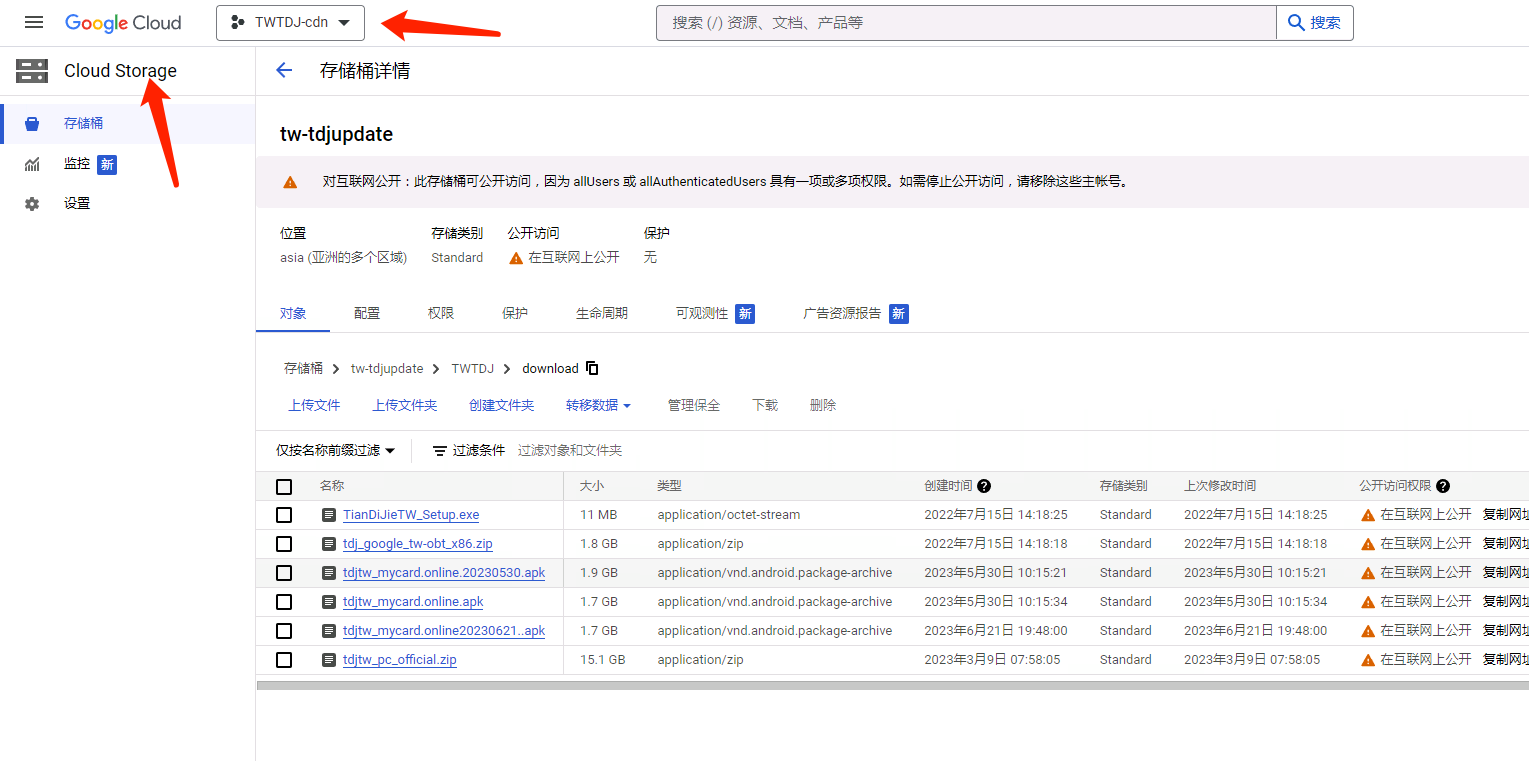 Google Cloud TWTDJ-cdn 搜索 (/) 资源、文档、产品等 搜索
Cloud Storage 存储桶详情
存储桶
监控 新
设置
tw-tdjupdate
对互联网公开：此存储桶可公开访问，因为 allUsers 或 allAuthenticatedUsers 具有一项或多项权限。如需停止公开访问，请移除这些主帐号。
位置 存储类别 公开访问 保护
asia (亚洲的多个区域) Standard 在互联网上公开 无
对象 配置 权限 保护 生命周期 可观测性 新 广告资源报告 新
存储桶 tw-tdjupdate TWTDJ download
上传文件 上传文件夹 创建文件夹 转移数据 管理保全 下载 删除
仅按名称前缀过滤 过滤条件 过滤对象和文件夹
名称 大小 类型 创建时间 存储类别 上次修改时间 公开访问权限
TianDiJieTW_Setup.exe 11 MB application/octet-stream 2022年7月15日 14:18:25 Standard 2022年7月15日 14:18:25 在互联网上公开 复制网址
tdj_google_tw-obt_x86.zip 1.8 GB application/zip 2022年7月15日 14:18:18 Standard 2022年7月15日 14:18:18 在互联网上公开 复制网址
tdjtw_mycard.online.20230530.apk 1.9 GB application/vnd.android.package-archive 2023年5月30日 10:15:21 Standard 2023年5月30日 10:15:21 在互联网上公开 复制网址
tdjtw_mycard.online.apk 1.7 GB application/vnd.android.package-archive 2023年5月30日 10:15:34 Standard 2023年5月30日 10:15:34 在互联网上公开 复制网址
tdjtw_mycard.online20230621..apk 1.7 GB application/vnd.android.package-archive 2023年6月21日 19:48:00 Standard 2023年6月21日 19:48:00 在互联网上公开 复制网址
tdjtw_pc_official.zip 15.1 GB application/zip 2023年3月9日 07:58:05 Standard 2023年3月9日 07:58:05 在互联网上公开 复制网址